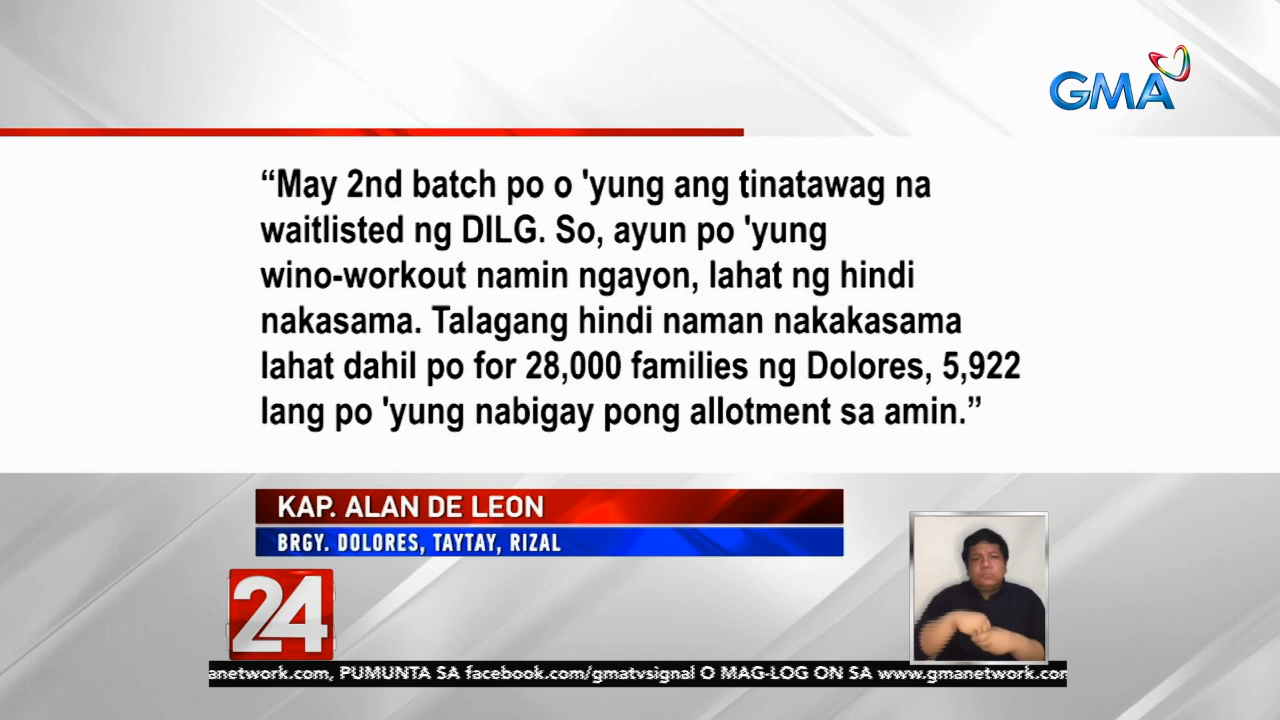 GMA
“May 2nd batch po o 'yung ang tinatawag na
waitlisted ng DILG. So, ayun po 'yung
wino-workout namin ngayon, lahat ng hindi
nakasama. Talagang hindi naman nakakasama
lahat dahil po for 28,000 families ng Dolores, 5,922
lang po 'yung nabigay pong allotment sa amin.”
KAP. ALAN DE LEON
BRGY. DOLORES, TAYTAY, RIZAL
24
anetwork.com, PUMUNTA SA facebook.com/gmatvsignal O MAG-LOG ON SA www.gmanetwork.com